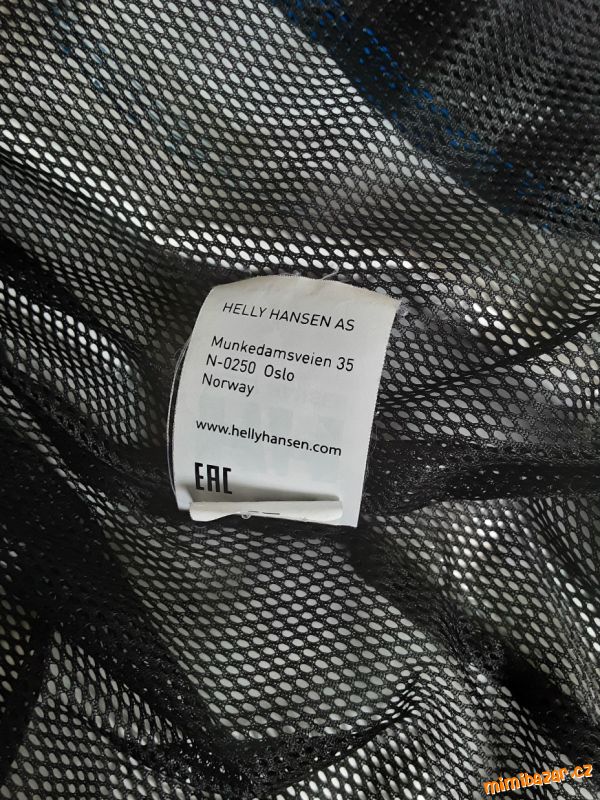 HELLY HANSEN AS
Munkedamsveien 35
N-0250 Oslo
Norway
www.hellyhansen.com
EAC
mimibazar.cz